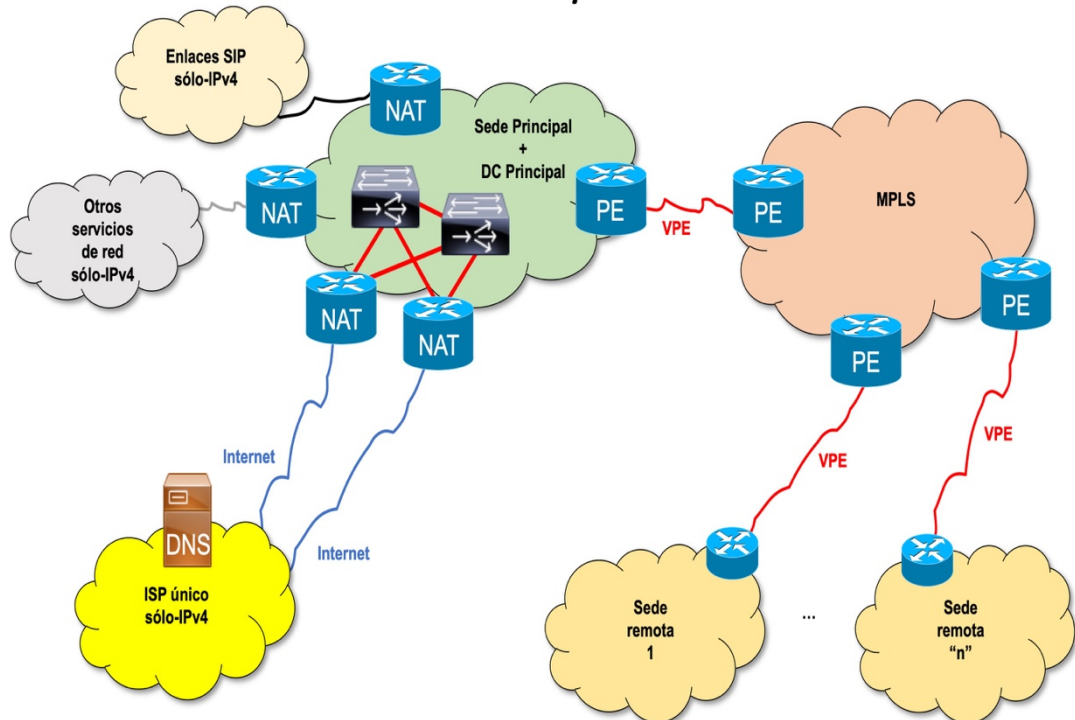 Enlaces SIP
sólo-IPv4
NAT
Sede Principal
+
DC Principal
Otros
servicios
de red
sólo-IPv4
NAT
PE
VPE
PE
MPLS
NAT
NAT
PE
PE
Internet
VPE
VPE
DNS
Internet
ISP único
sólo-IPv4
Sede
remota
1
...
Sede
remota
“n”